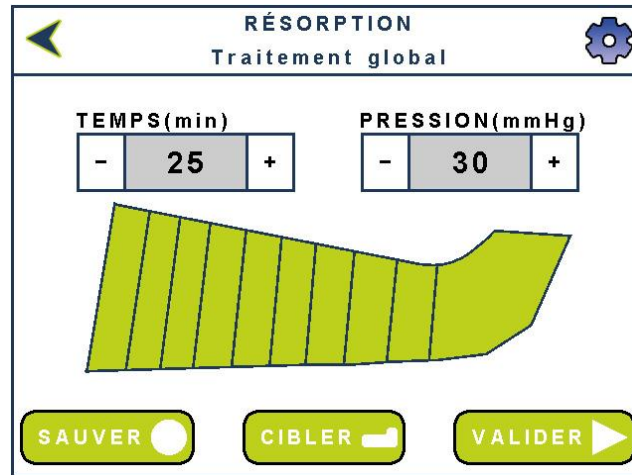 RÉSORPTION
Traitement global
TEMPS(min)
PRESSION(mmHg)
- 25 +
- 30 +
SAUVER
CIBLER
VALIDER